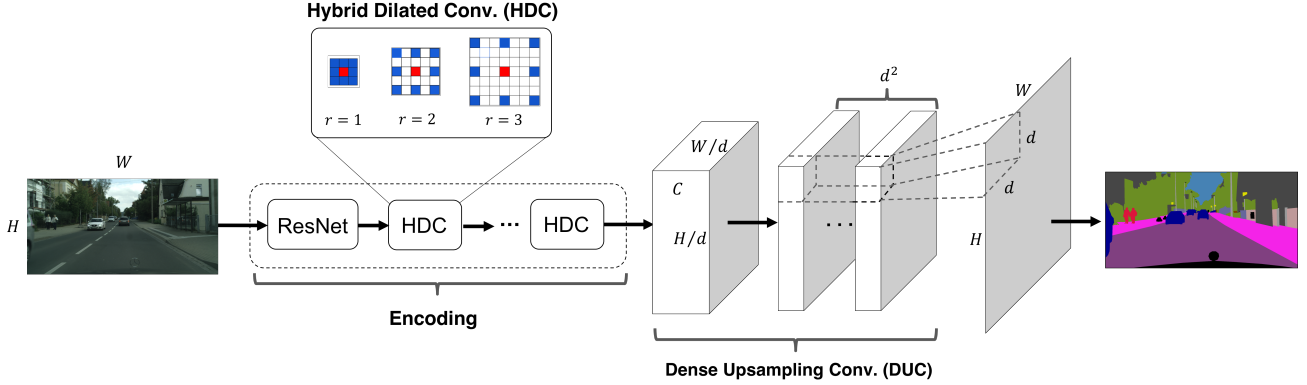 Hybrid Dilated Conv. (HDC)
r = 1
r = 2
r = 3
W
H
ResNet
HDC
...
HDC
Encoding
C
W/d
H/d
d²
...
W
d
d
H
Dense Upsampling Conv. (DUC)